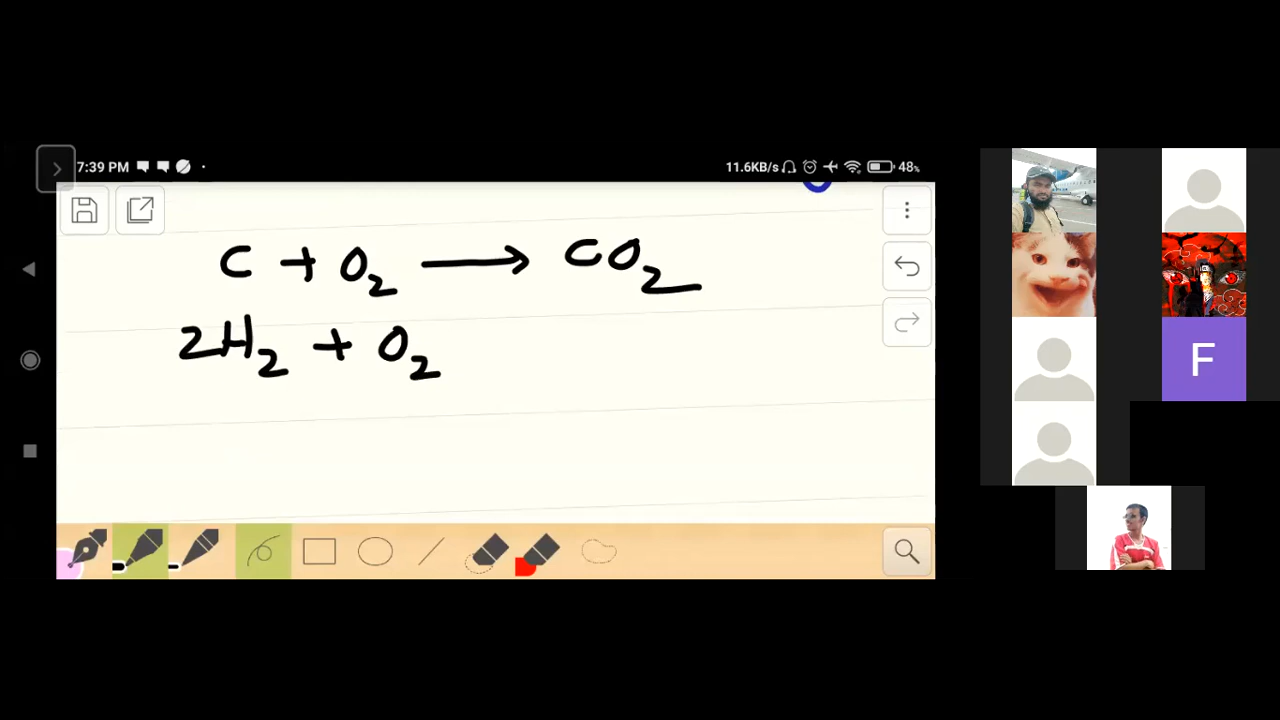 7:39 PM
11.6KB/s 48%
C + O₂ ⟶ CO₂
2H₂ + O₂
F